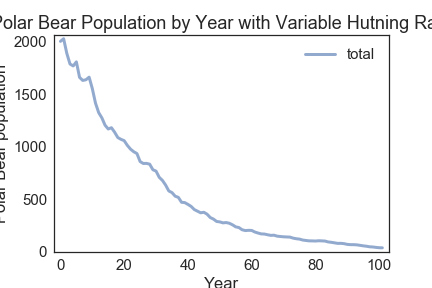 Polar Bear Population by Year with Variable Hutning Ra
total
Polar Bear population
2000
1500
1000
500
0
0 20 40 60 80 100
Year